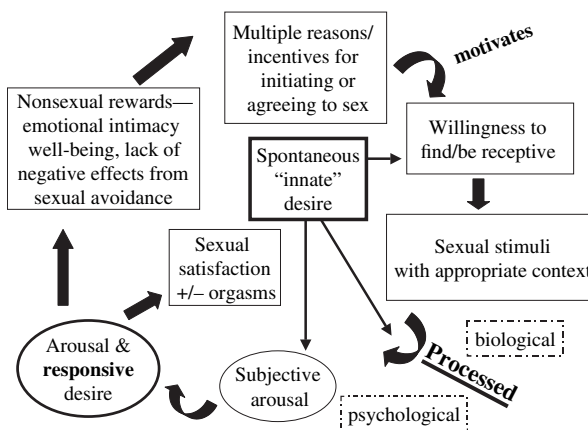 Multiple reasons/
incentives for
initiating or
agreeing to sex
motivates
Nonsexual rewards—
emotional intimacy
well-being, lack of
negative effects from
sexual avoidance
Willingness to
find/be receptive
Spontaneous
“innate”
desire
Sexual stimuli
with appropriate context
Sexual
satisfaction
+/– orgasms
biological
Processed
psychological
Subjective
arousal
Arousal &
responsive
desire